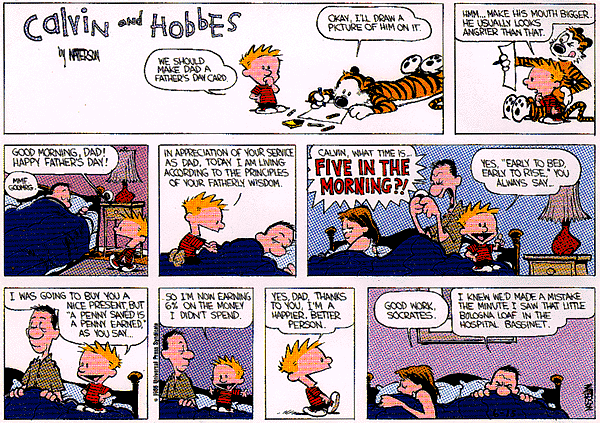 Calvin and Hobbes
by WATTERSON
WE SHOULD
MAKE DAD A
FATHER'S DAY CARD.
OKAY, I'LL DRAW A
PICTURE OF HIM ON IT.
HMM... MAKE HIS MOUTH BIGGER.
HE USUALLY LOOKS
ANGRIER THAN THAT.
GOOD MORNING, DAD!
HAPPY FATHER'S DAY!
MMF
GOOMRG.
IN APPRECIATION OF YOUR SERVICE
AS DAD, TODAY I AM LIVING
ACCORDING TO THE PRINCIPLES
OF YOUR FATHERLY WISDOM.
CALVIN, WHAT TIME IS...
FIVE IN THE
MORNING?!
YES, "EARLY TO BED,
EARLY TO RISE," YOU
ALWAYS SAY...
I WAS GOING TO BUY YOU A
NICE PRESENT, BUT
"A PENNY SAVED IS
A PENNY EARNED,"
AS YOU SAY...
SO I'M NOW EARNING
6% ON THE MONEY
I DIDN'T SPEND.
YES, DAD, THANKS
TO YOU, I'M A
HAPPIER, BETTER
PERSON.
GOOD WORK,
SOCRATES.
I KNEW WE'D MADE A MISTAKE
THE MINUTE I SAW THAT LITTLE
BOLOGNA LOAF IN THE
HOSPITAL BASSINET.
Universal Press Syndicate